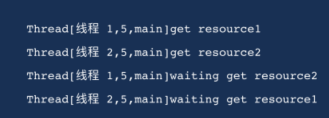 Thread[线程 1,5,main]get resource1
Thread[线程 2,5,main]get resource2
Thread[线程 1,5,main]waiting get resource2
Thread[线程 2,5,main]waiting get resource1